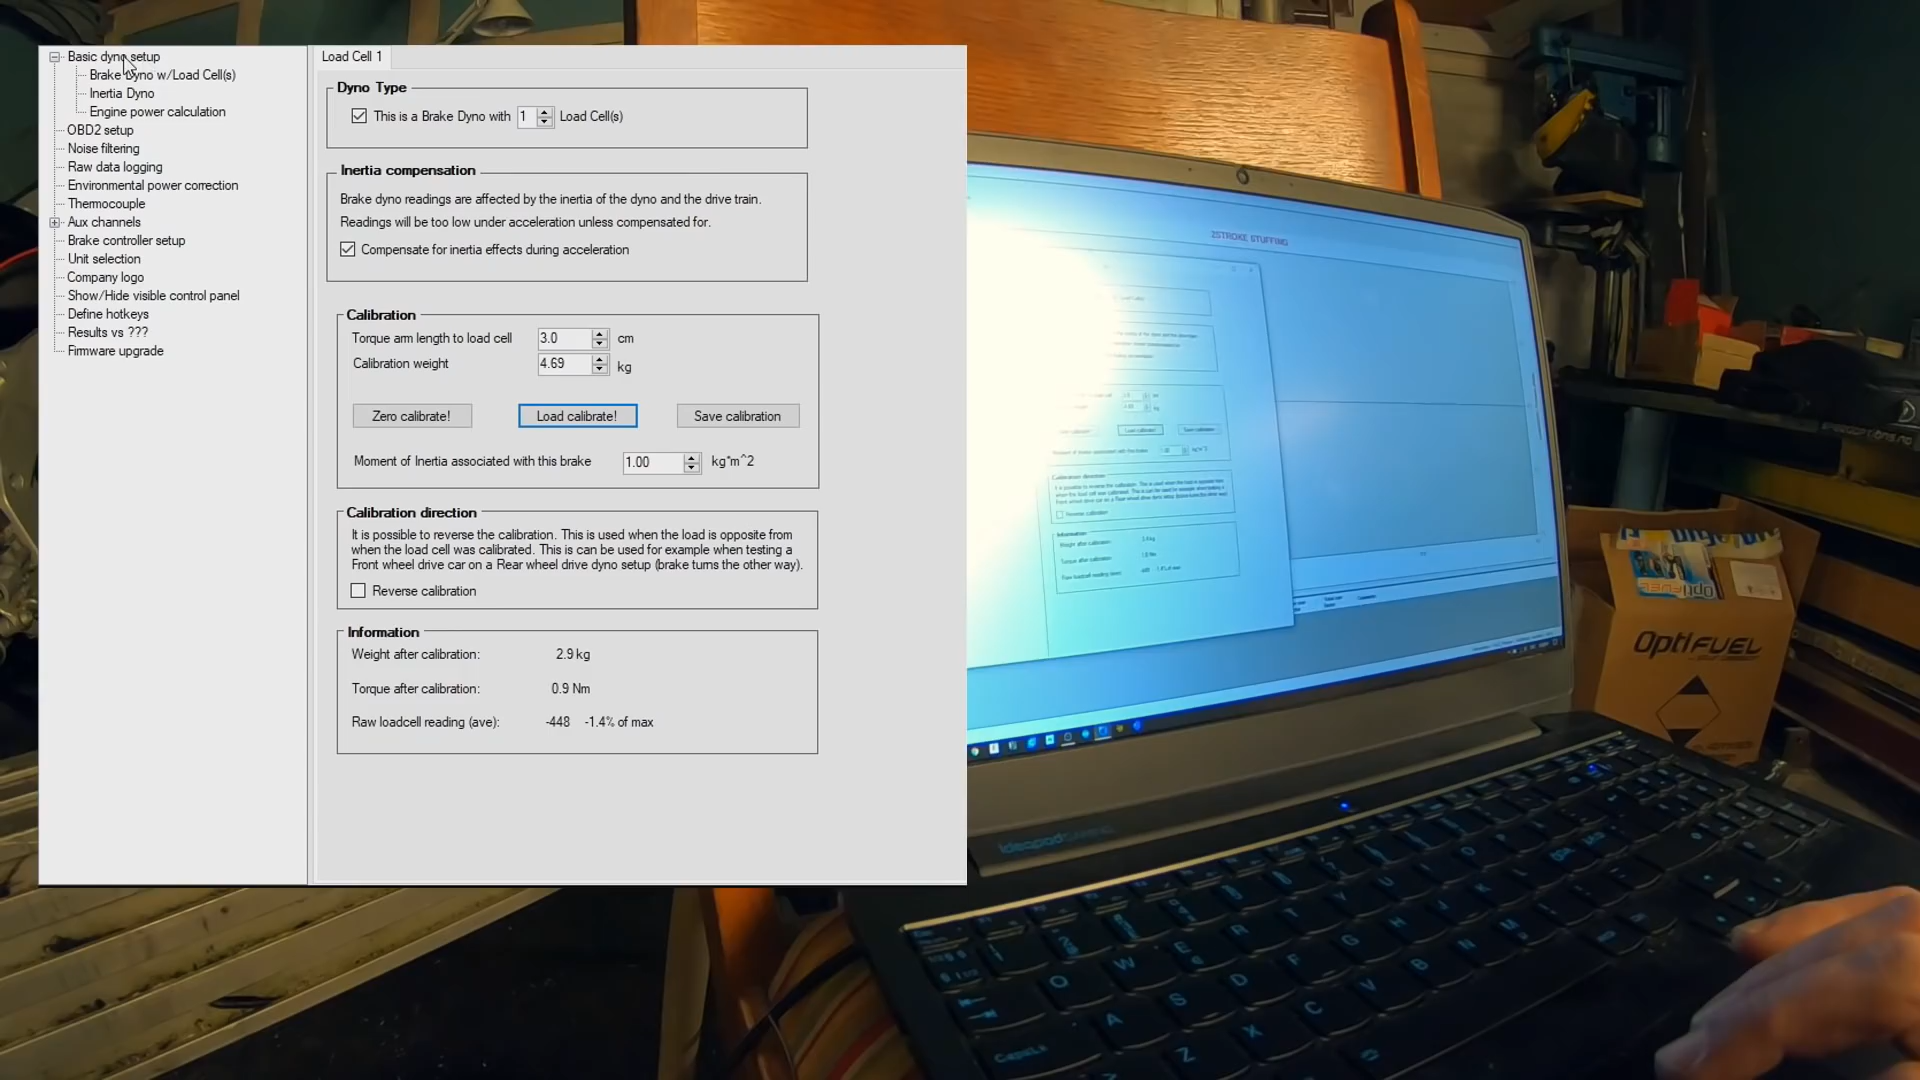 Basic dyno setup
Brake Dyno w/Load Cell(s)
Inertia Dyno
Engine power calculation
OBD2 setup
Noise filtering
Raw data logging
Environmental power correction
Thermocouple
Aux channels
Brake controller setup
Unit selection
Company logo
Show/Hide visible control panel
Define hotkeys
Results vs ???
Firmware upgrade
Load Cell 1
Dyno Type
This is a Brake Dyno with 1 Load Cell(s)
Inertia compensation
Brake dyno readings are affected by the inertia of the dyno and the drive train.
Readings will be too low under acceleration unless compensated for.
Compensate for inertia effects during acceleration
Calibration
Torque arm length to load cell 3.0 cm
Calibration weight 4.69 kg
Zero calibrate! Load calibrate! Save calibration
Moment of Inertia associated with this brake 1.00 kg*m^2
Calibration direction
It is possible to reverse the calibration. This is used when the load is opposite from
when the load cell was calibrated. This can be used for example when testing a
Front wheel drive car on a Rear wheel drive dyno setup (brake turns the other way).
Reverse calibration
Information
Weight after calibration: 2.9 kg
Torque after calibration: 0.9 Nm
Raw loadcell reading (ave): -448 -1.4% of max
2STROKE STUFFING
OptiFUEL
ideapad GAMING